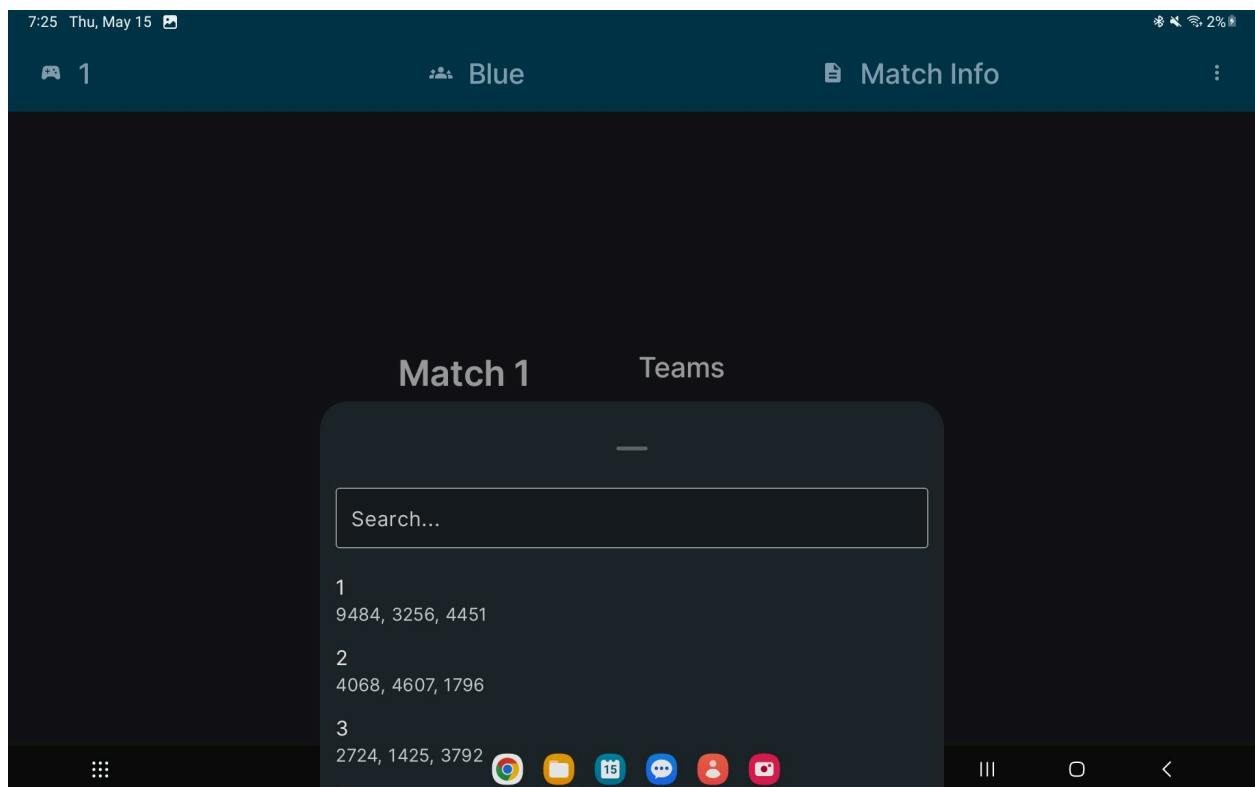 7:25 Thu, May 15 2%
1 Blue Match Info
Match 1 Teams
Search...
1
9484, 3256, 4451
2
4068, 4607, 1796
3
2724, 1425, 3792
15